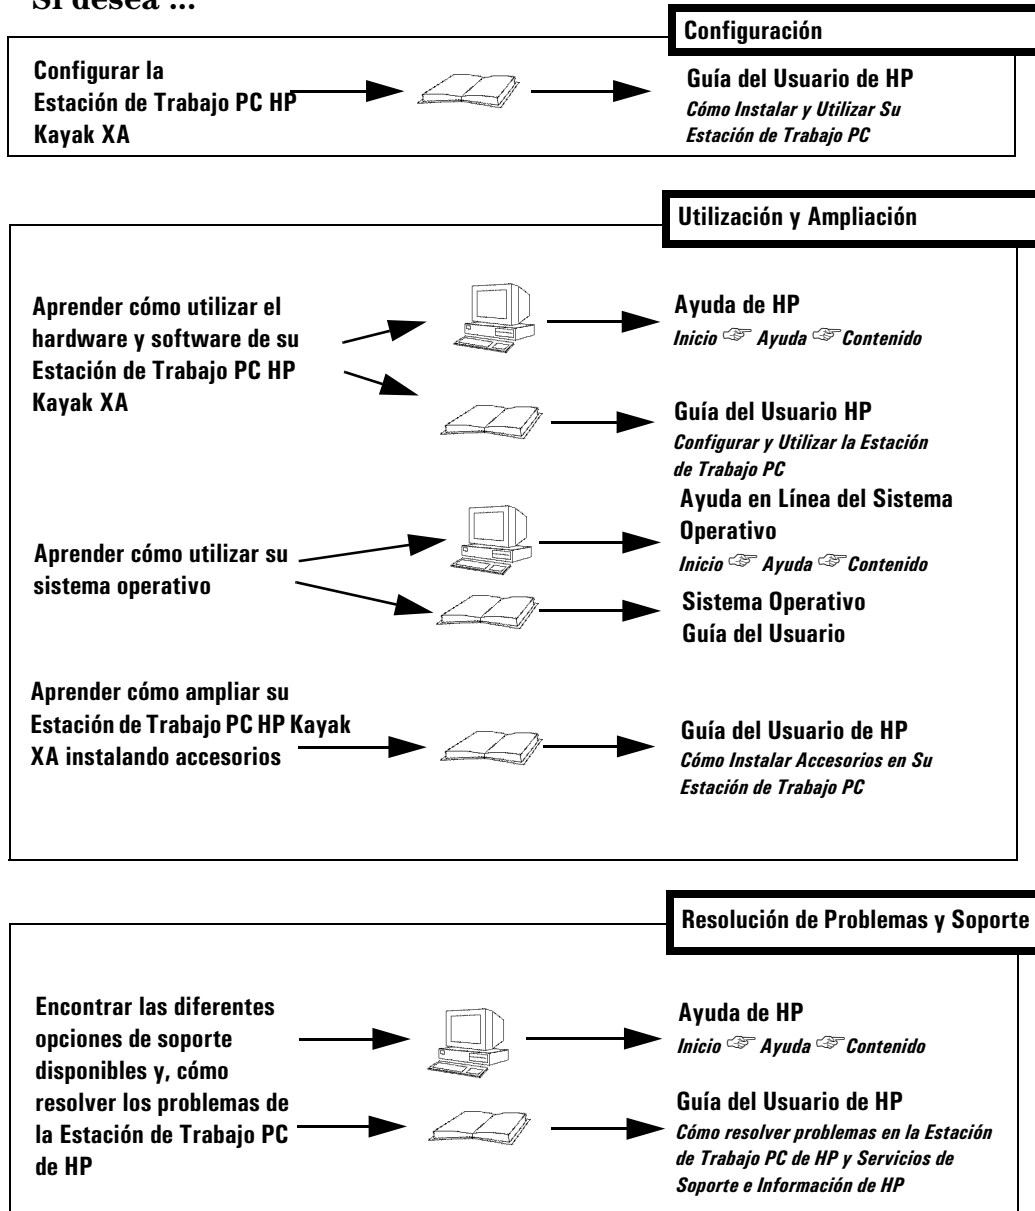 Si desea ...
Configuración
Configurar la
Estación de Trabajo PC HP
Kayak XA
Guía del Usuario de HP
Cómo Instalar y Utilizar Su
Estación de Trabajo PC
Utilización y Ampliación
Aprender cómo utilizar el
hardware y software de su
Estación de Trabajo PC HP
Kayak XA
Ayuda de HP
Inicio ☞ Ayuda ☞ Contenido
Guía del Usuario HP
Configurar y Utilizar la Estación
de Trabajo PC
Aprender cómo utilizar su
sistema operativo
Ayuda en Línea del Sistema
Operativo
Inicio ☞ Ayuda ☞ Contenido
Sistema Operativo
Guía del Usuario
Aprender cómo ampliar su
Estación de Trabajo PC HP Kayak
XA instalando accesorios
Guía del Usuario de HP
Cómo Instalar Accesorios en Su
Estación de Trabajo PC
Resolución de Problemas y Soporte
Encontrar las diferentes
opciones de soporte
disponibles y, cómo
resolver los problemas de
la Estación de Trabajo PC
de HP
Ayuda de HP
Inicio ☞ Ayuda ☞ Contenido
Guía del Usuario de HP
Cómo resolver problemas en la Estación
de Trabajo PC de HP y Servicios de
Soporte e Información de HP